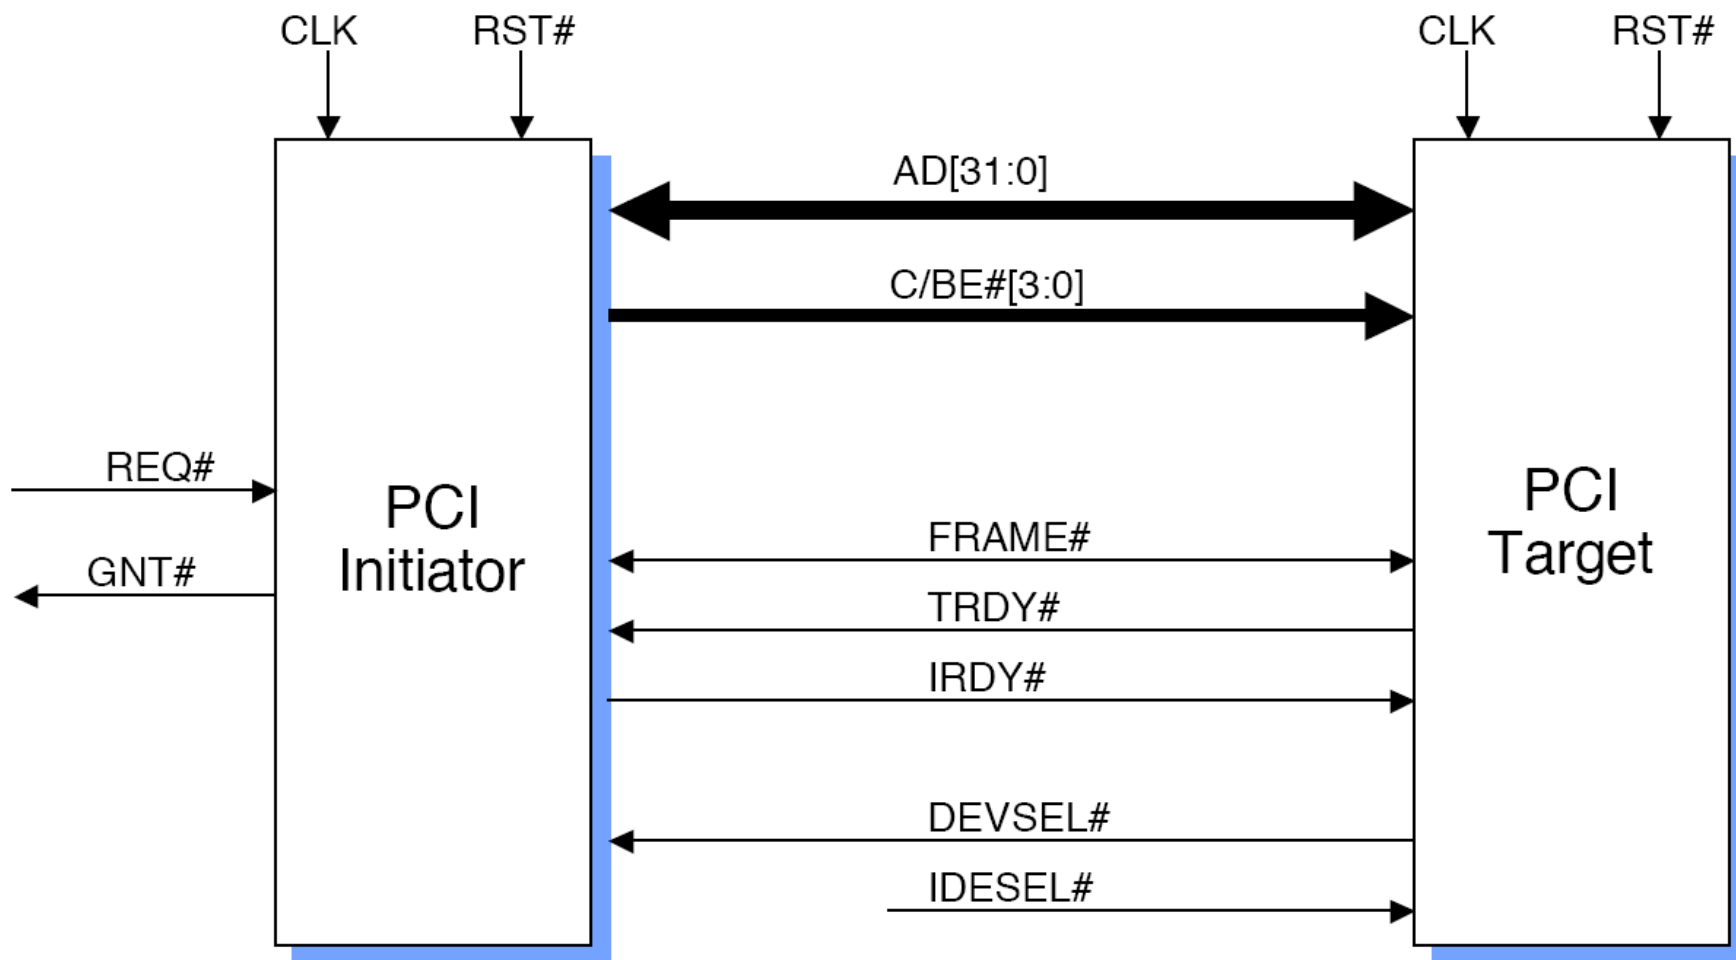 CLK
RST#
CLK
RST#
AD[31:0]
C/BE#[3:0]
REQ#
GNT#
PCI
Initiator
FRAME#
TRDY#
IRDY#
DEVSEL#
IDESEL#
PCI
Target